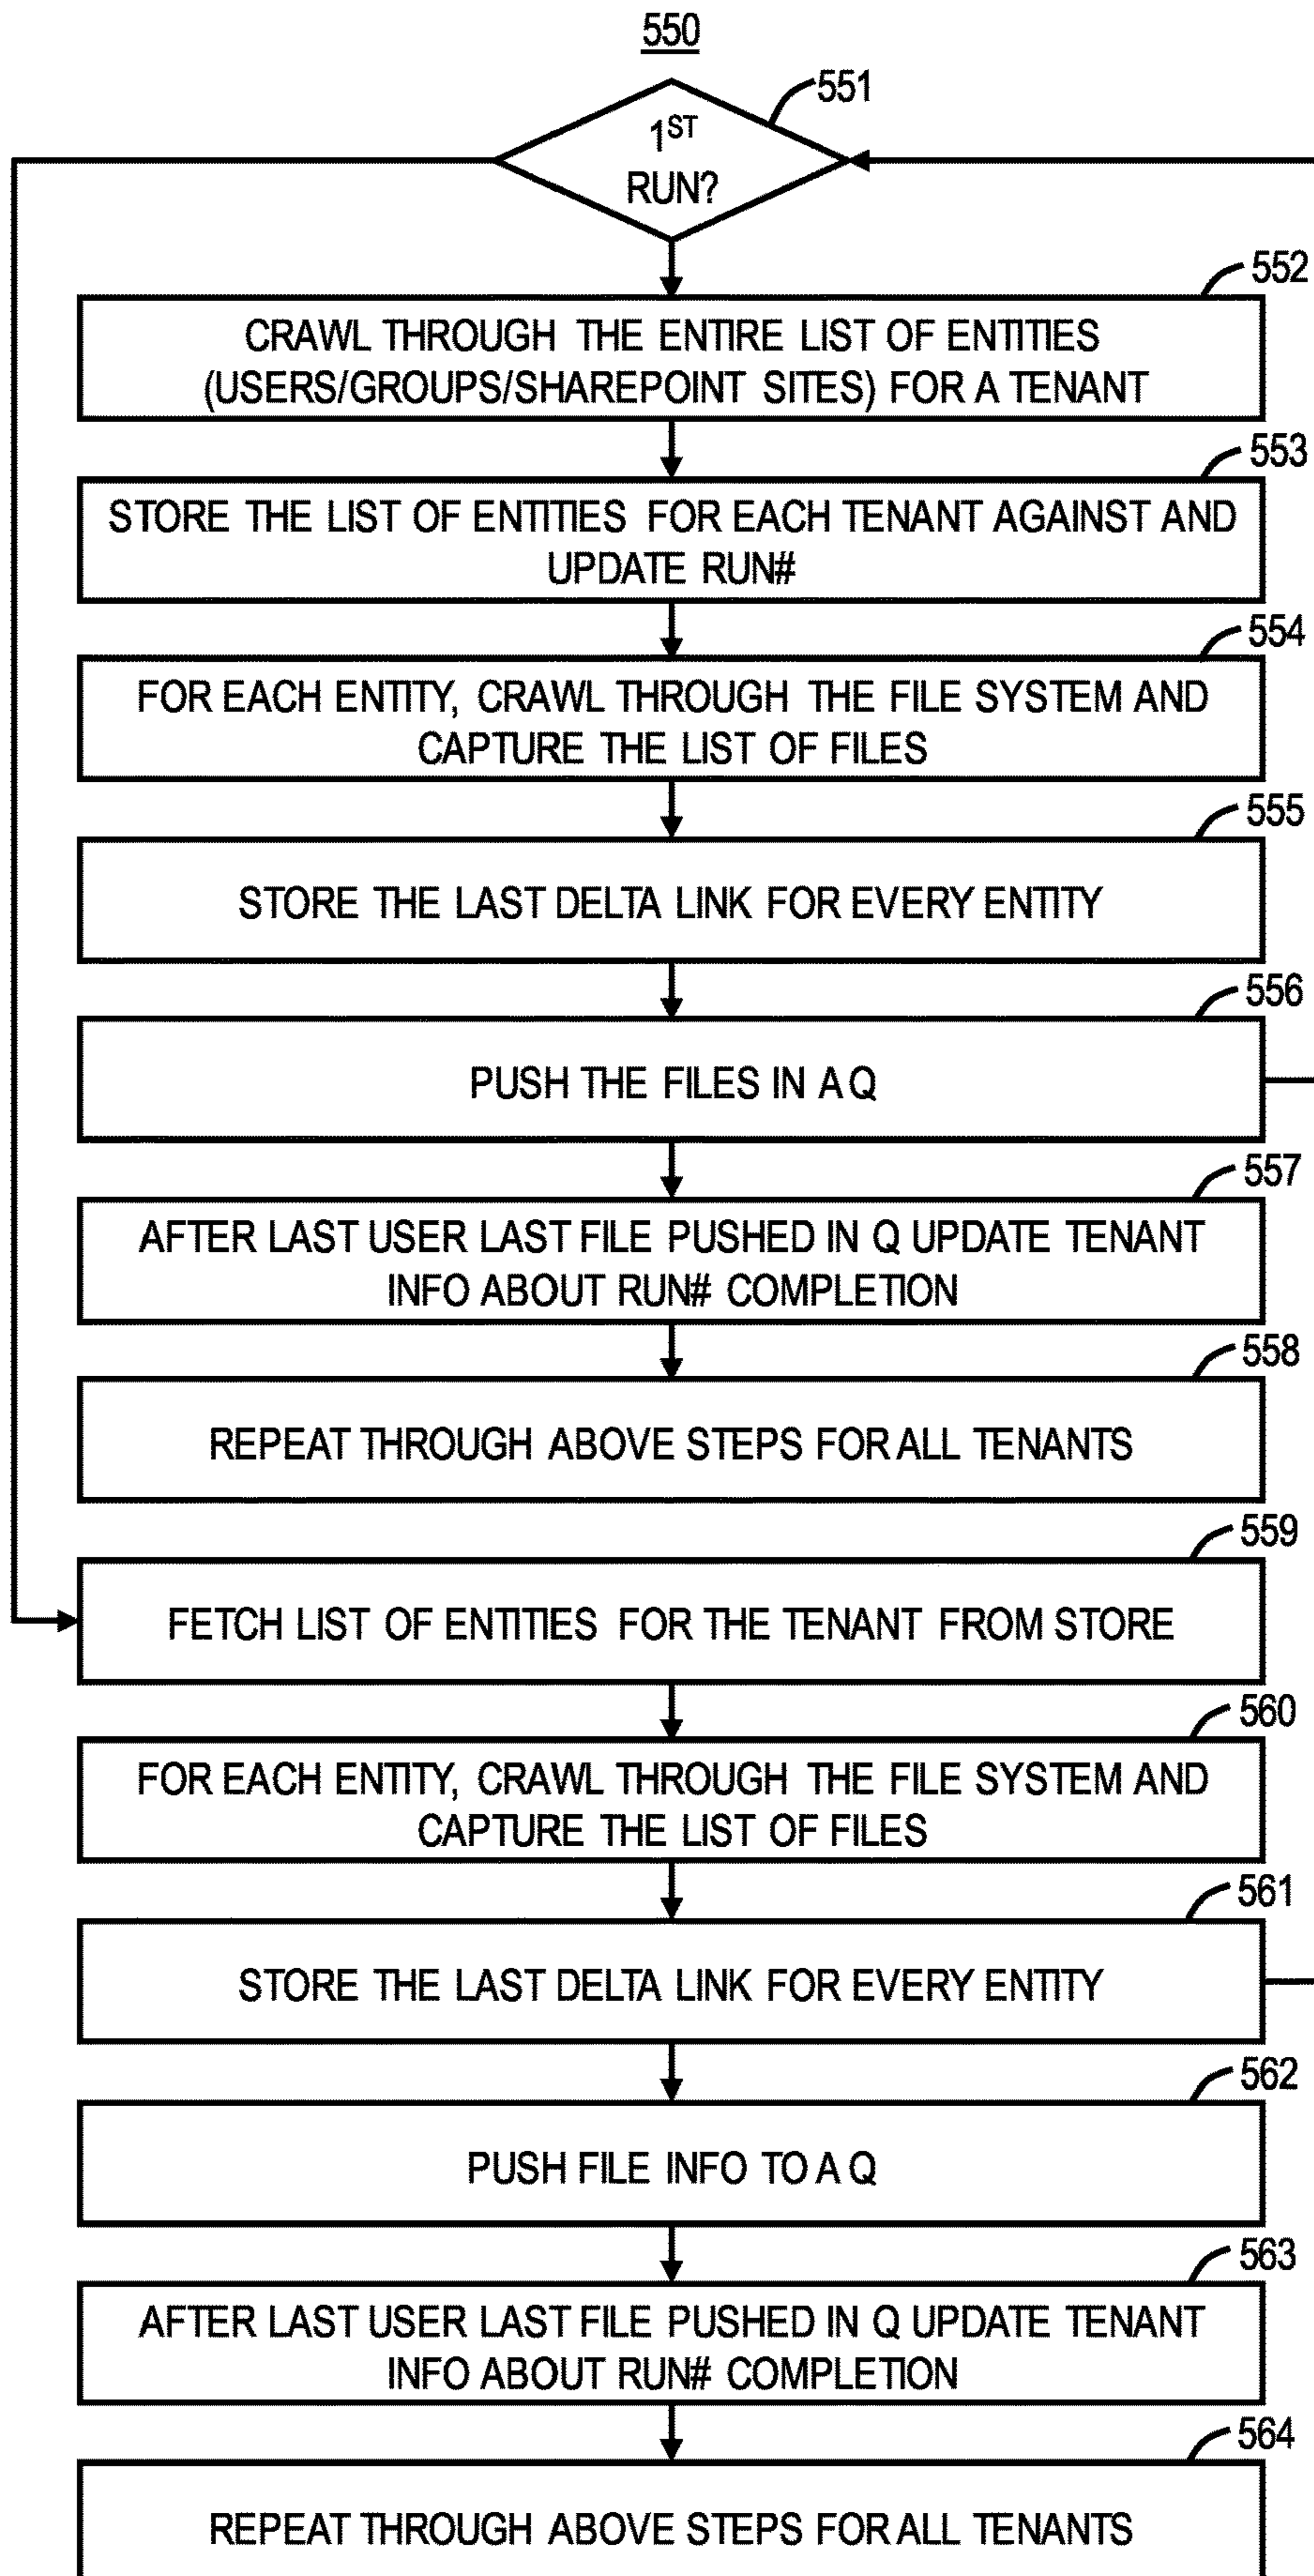 550
551
1ST
RUN?
552
CRAWL THROUGH THE ENTIRE LIST OF ENTITIES
(USERS/GROUPS/SHAREPOINT SITES) FOR A TENANT
553
STORE THE LIST OF ENTITIES FOR EACH TENANT AGAINST AND
UPDATE RUN#
554
FOR EACH ENTITY, CRAWL THROUGH THE FILE SYSTEM AND
CAPTURE THE LIST OF FILES
555
STORE THE LAST DELTA LINK FOR EVERY ENTITY
556
PUSH THE FILES IN A Q
557
AFTER LAST USER LAST FILE PUSHED IN Q UPDATE TENANT
INFO ABOUT RUN# COMPLETION
558
REPEAT THROUGH ABOVE STEPS FOR ALL TENANTS
559
FETCH LIST OF ENTITIES FOR THE TENANT FROM STORE
560
FOR EACH ENTITY, CRAWL THROUGH THE FILE SYSTEM AND
CAPTURE THE LIST OF FILES
561
STORE THE LAST DELTA LINK FOR EVERY ENTITY
562
PUSH FILE INFO TO A Q
563
AFTER LAST USER LAST FILE PUSHED IN Q UPDATE TENANT
INFO ABOUT RUN# COMPLETION
564
REPEAT THROUGH ABOVE STEPS FOR ALL TENANTS